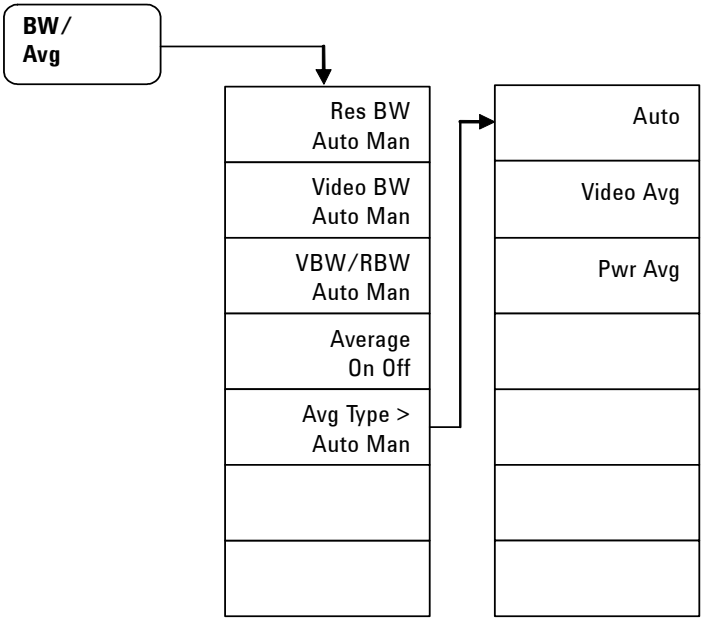 BW/
Avg
Res BW
Auto Man
Video BW
Auto Man
VBW/RBW
Auto Man
Average
On Off
Avg Type >
Auto Man
Auto
Video Avg
Pwr Avg